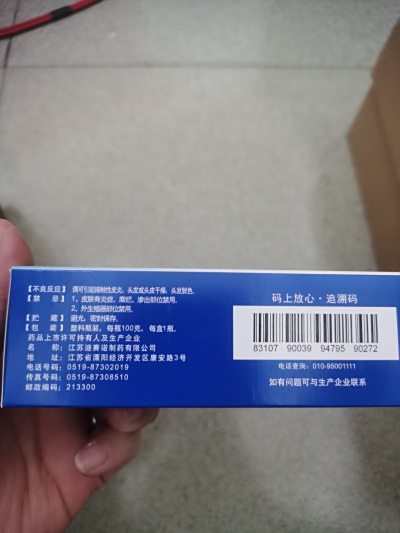 【不良反应】 偶可引起接触性皮炎、头发或头皮干燥、头发脱色。
【禁 忌】 1、皮肤有炎症、糜烂、渗出部位禁用。
2、外生殖器部位禁用。
【贮 藏】 避光，密封保存。
【包 装】 塑料瓶装，每瓶100克，每盒1瓶。
药品上市许可持有人及生产企业
名 称：江苏迪赛诺制药有限公司
地 址：江苏省溧阳经济开发区康安路3号
电话号码：0519-87302019
传真号码：0519-87308510
邮政编码：213300
码上放心·追溯码
83107 90039 94795 90272
电话查询：010-95001111
如有问题可与生产企业联系